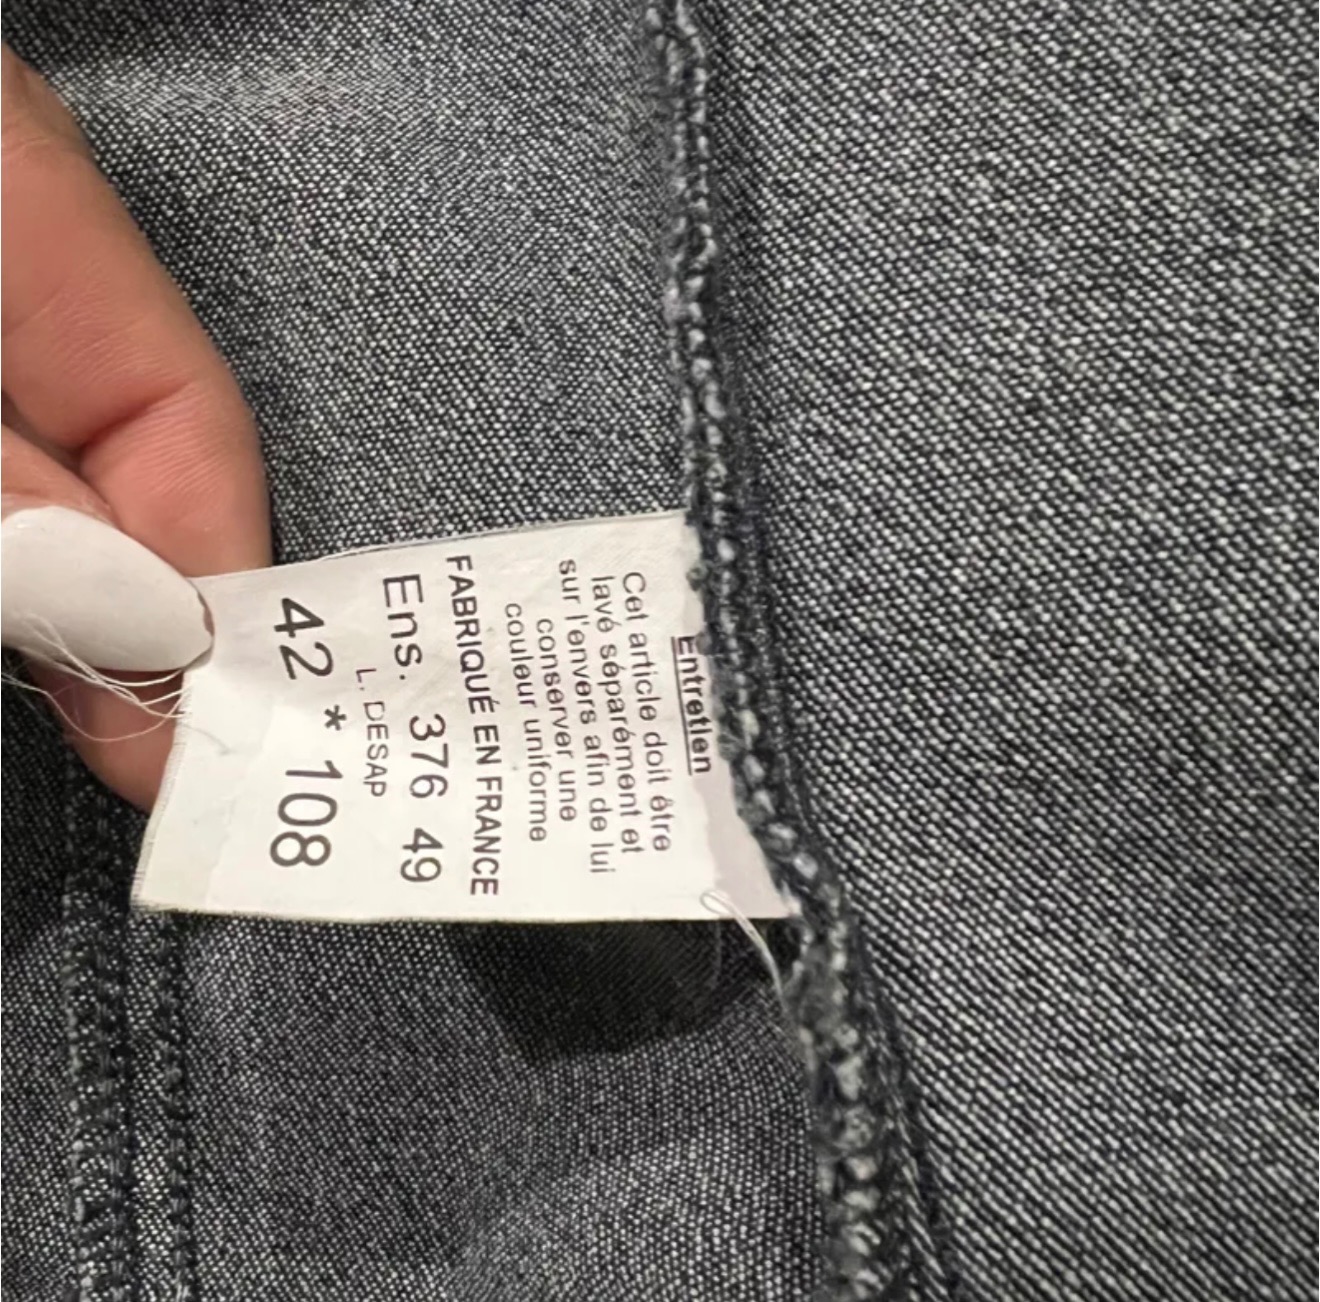 Entretien
Cet article doit être
lavé séparément et
sur l'envers afin de lui
conserver une
couleur uniforme
FABRIQUÉ EN FRANCE
Ens. 376 49
L. DESAP
42 * 108